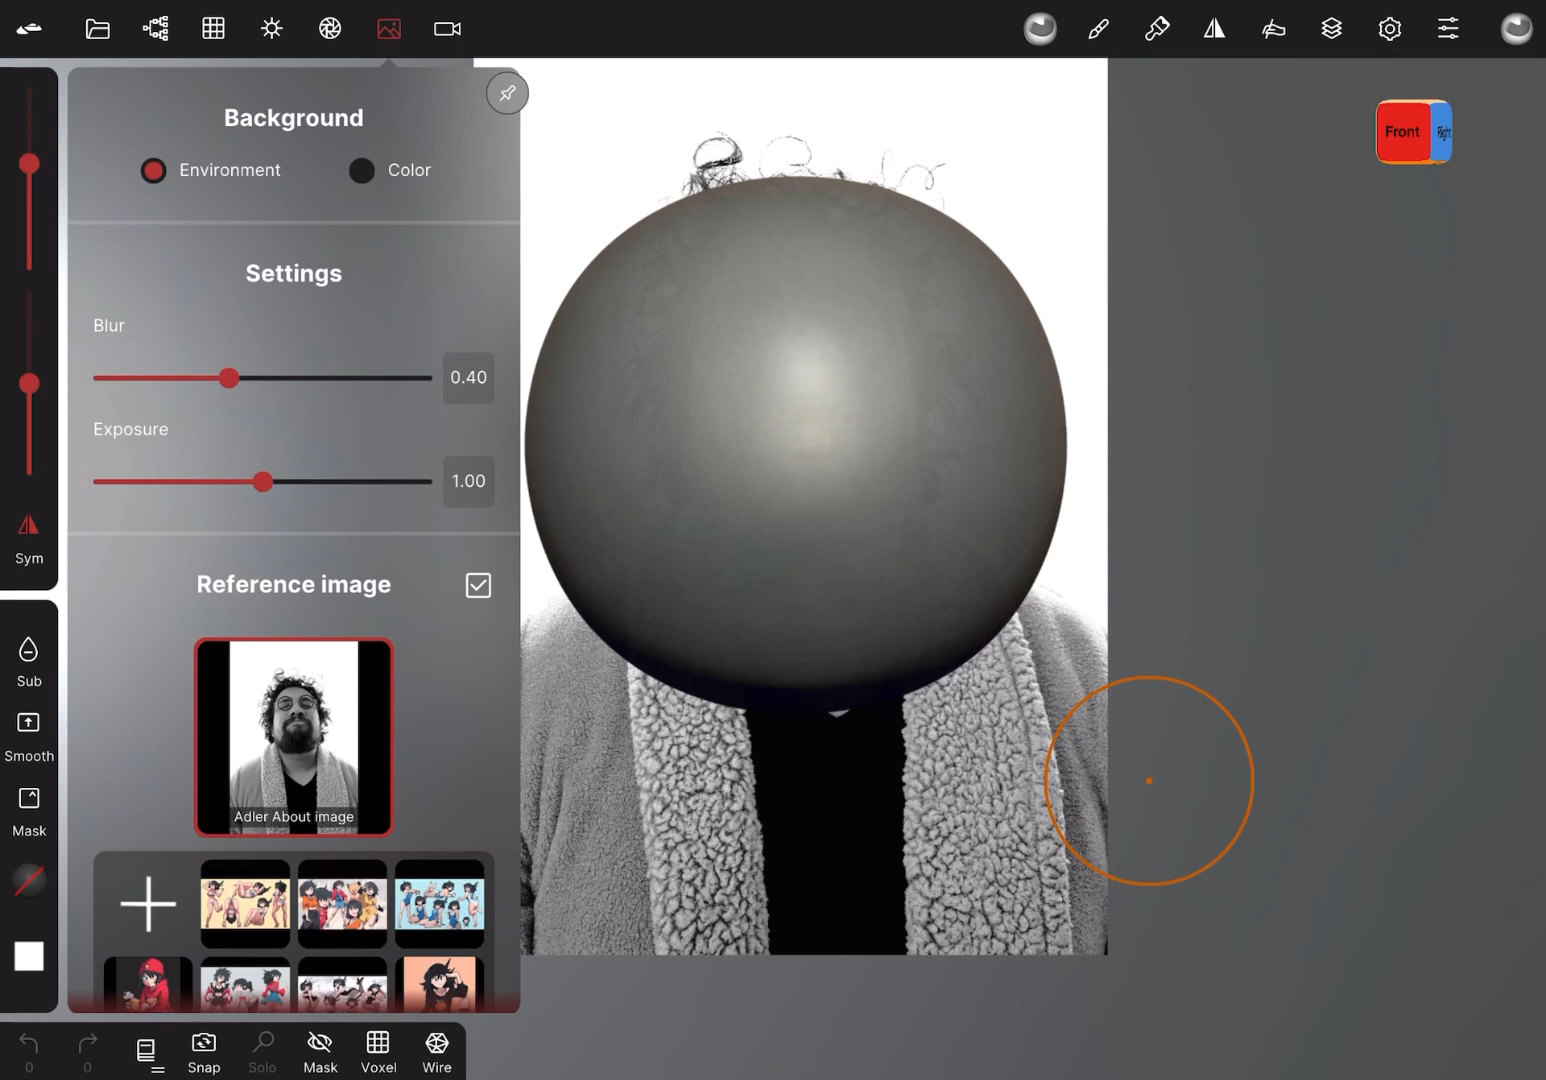 Background
Environment
Color
Settings
Blur
0.40
Exposure
1.00
Reference image
Adler About image
Front
Right
Sym
Sub
Smooth
Mask
0
0
Snap
Solo
Mask
Voxel
Wire